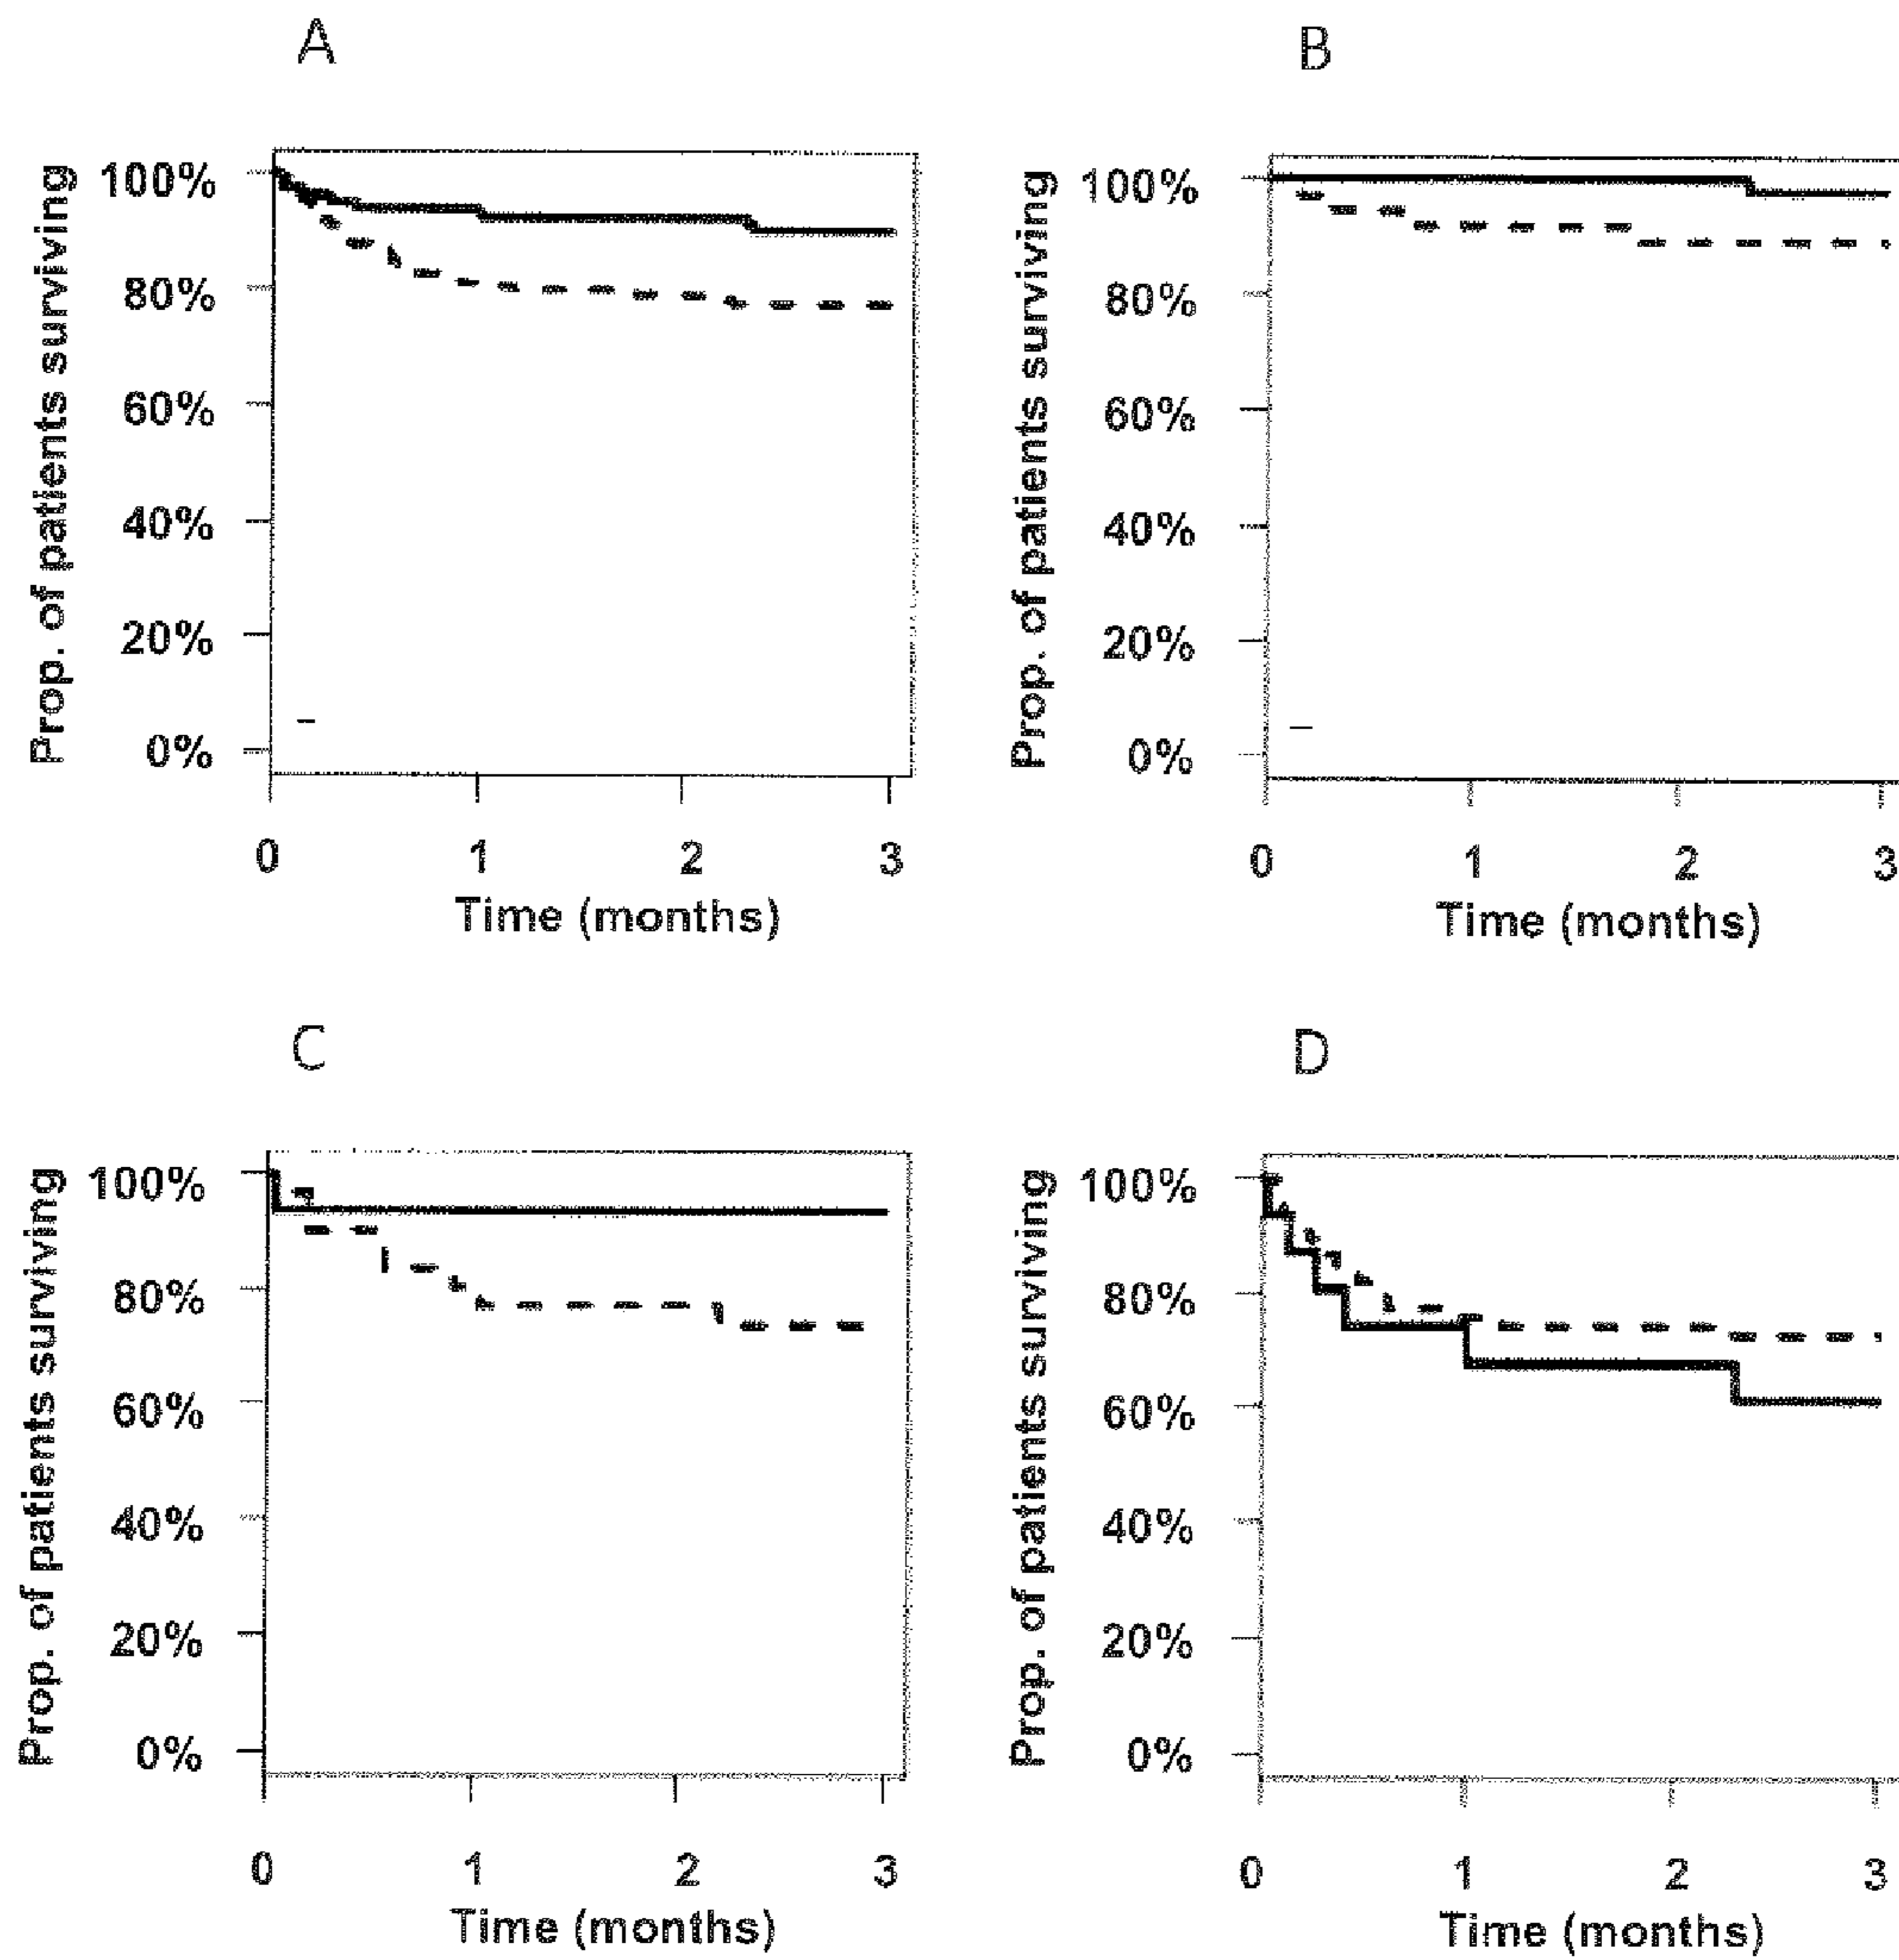 A
Prop. of patients surviving
100%
80%
60%
40%
20%
0%
0 1 2 3
Time (months)
B
Prop. of patients surviving
100%
80%
60%
40%
20%
0%
0 1 2 3
Time (months)
C
Prop. of patients surviving
100%
80%
60%
40%
20%
0%
0 1 2 3
Time (months)
D
Prop. of patients surviving
100%
80%
60%
40%
20%
0%
0 1 2 3
Time (months)